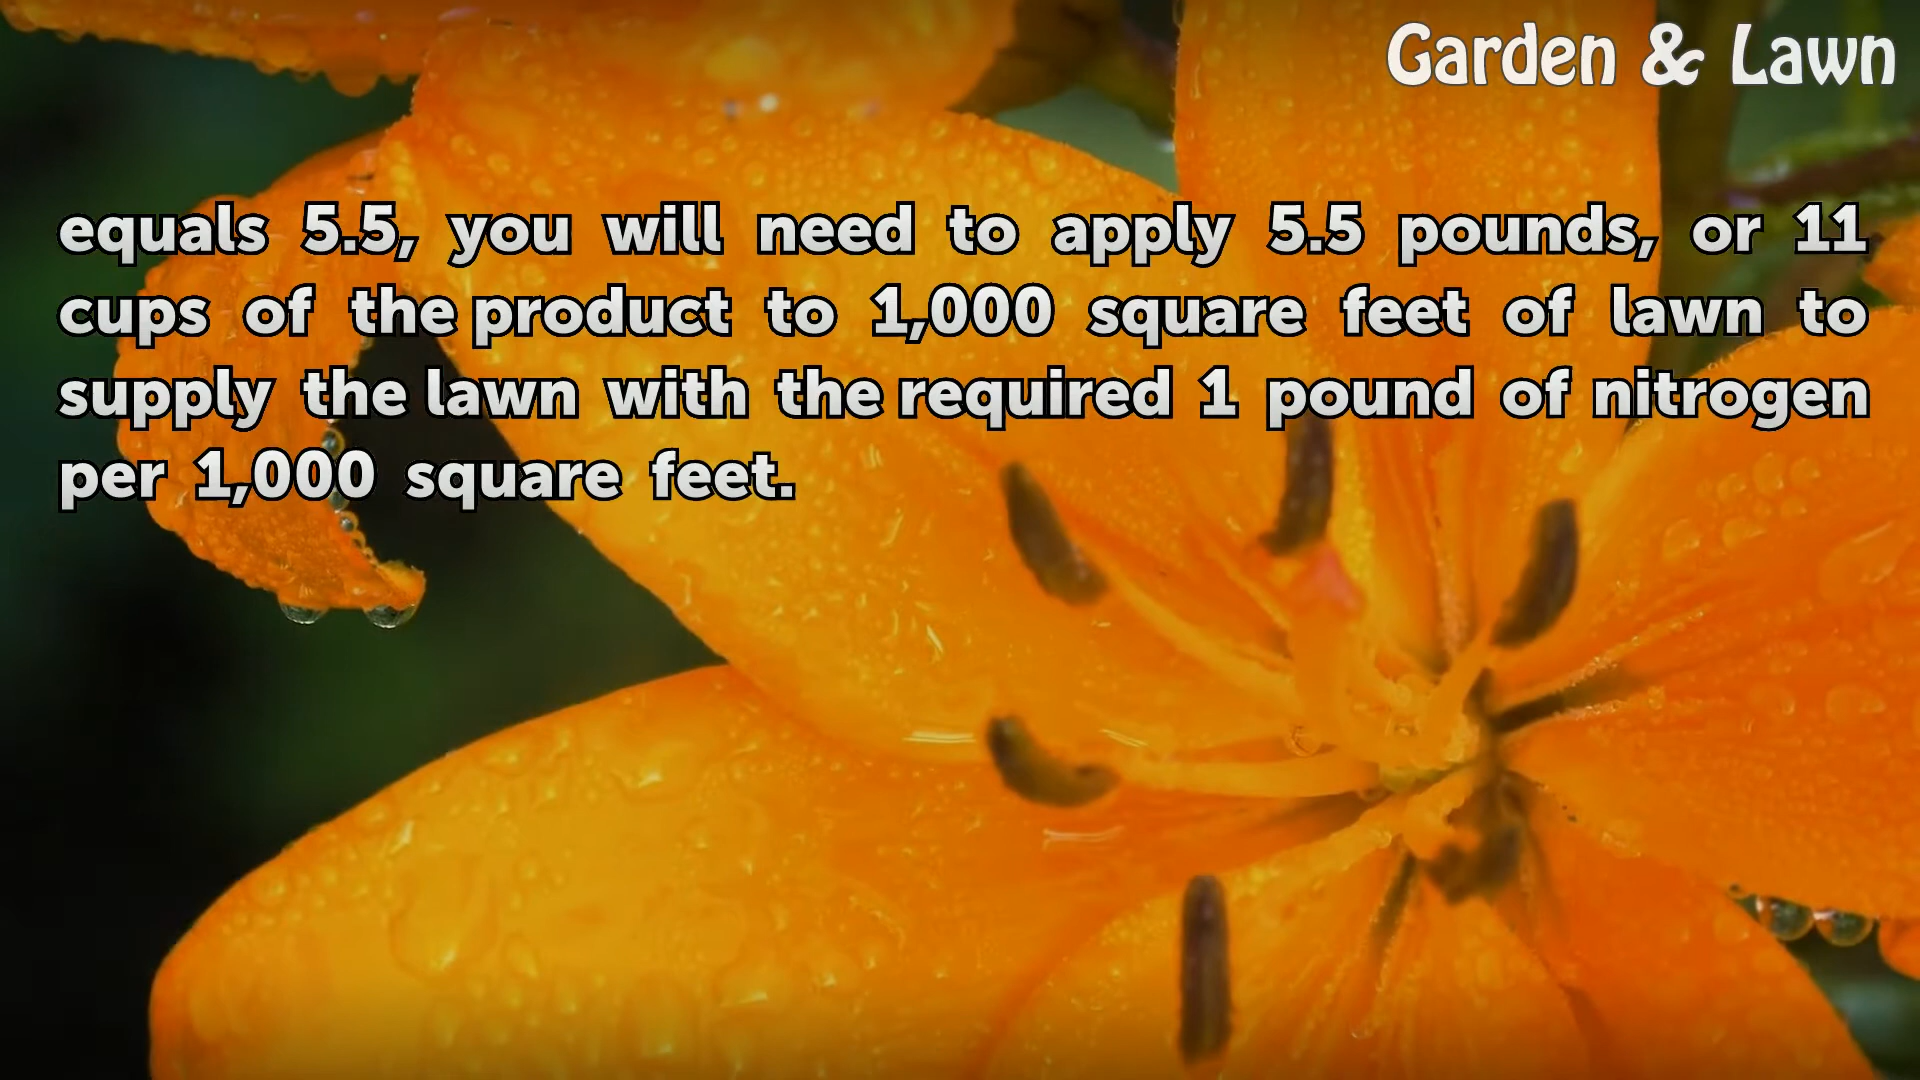 Garden & Lawn
equals 5.5, you will need to apply 5.5 pounds, or 11
cups of the product to 1,000 square feet of lawn to
supply the lawn with the required 1 pound of nitrogen
per 1,000 square feet.